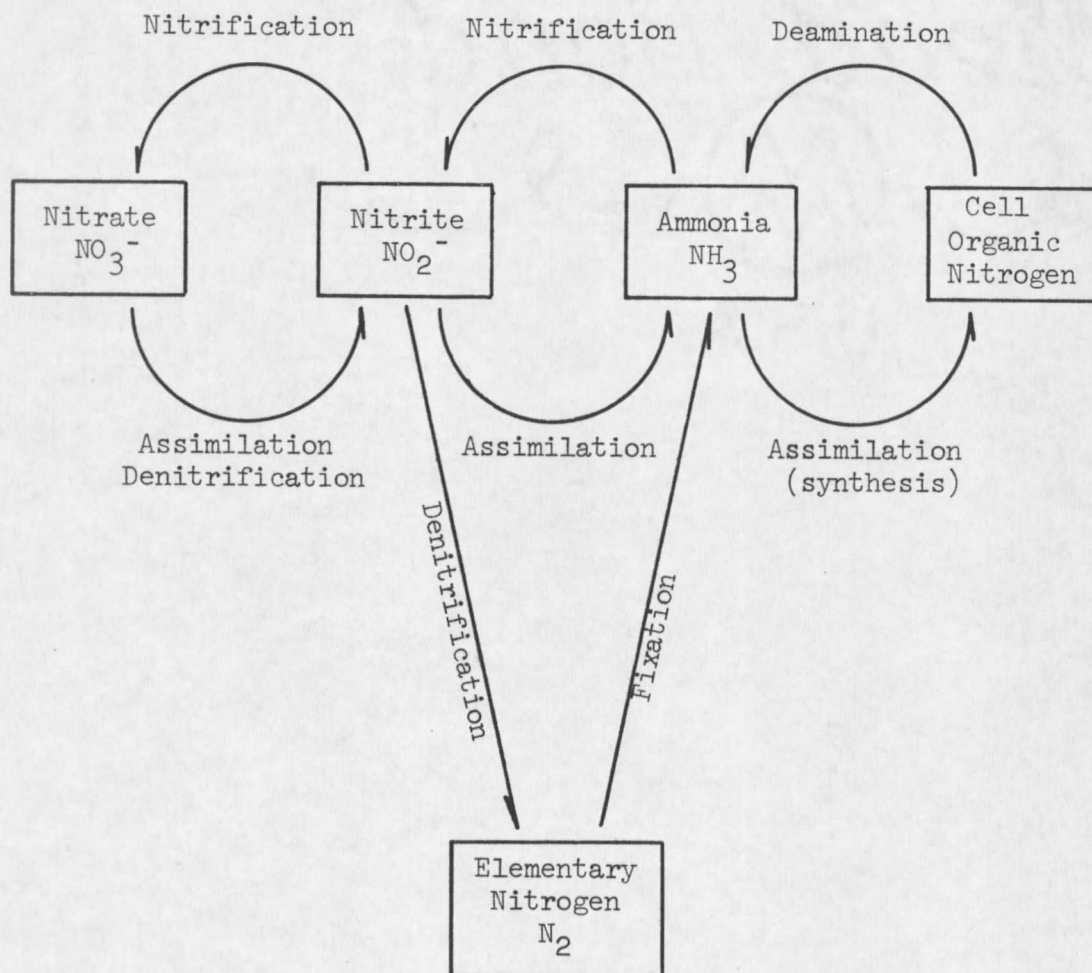 Nitrification
Nitrification
Deamination
Nitrate
NO₃⁻
Nitrite
NO₂⁻
Ammonia
NH₃
Cell
Organic
Nitrogen
Assimilation
Denitrification
Assimilation
Assimilation
(synthesis)
Denitrification
Fixation
Elementary
Nitrogen
N₂